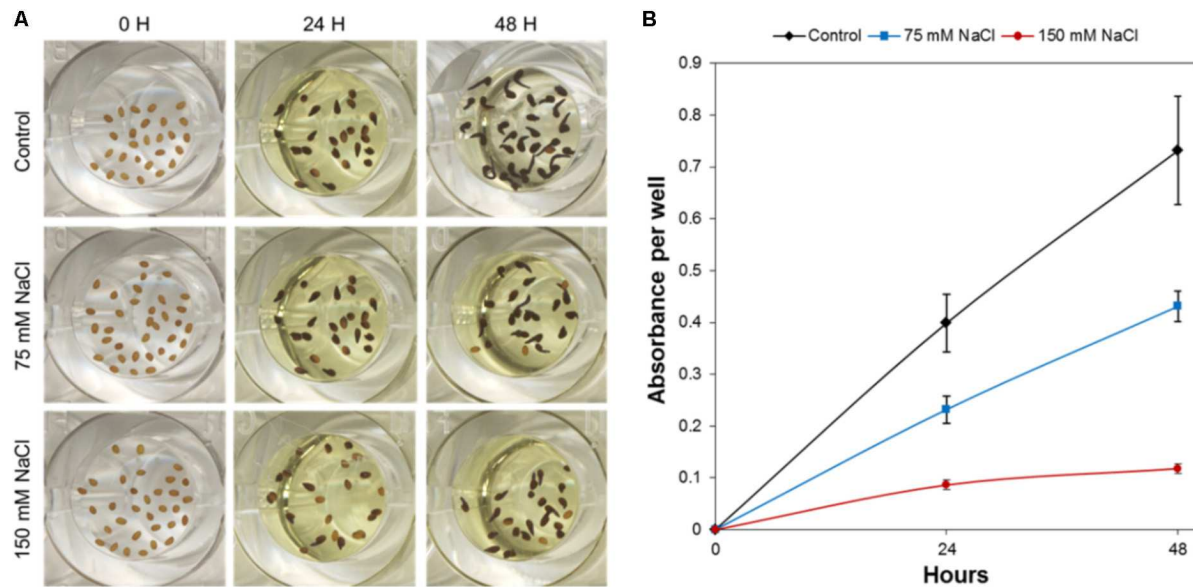 A
0 H
24 H
48 H
Control
75 mM NaCl
150 mM NaCl
B
Control
75 mM NaCl
150 mM NaCl
0.9
0.8
0.7
0.6
0.5
0.4
0.3
0.2
0.1
0
Absorbance per well
0
24
48
Hours